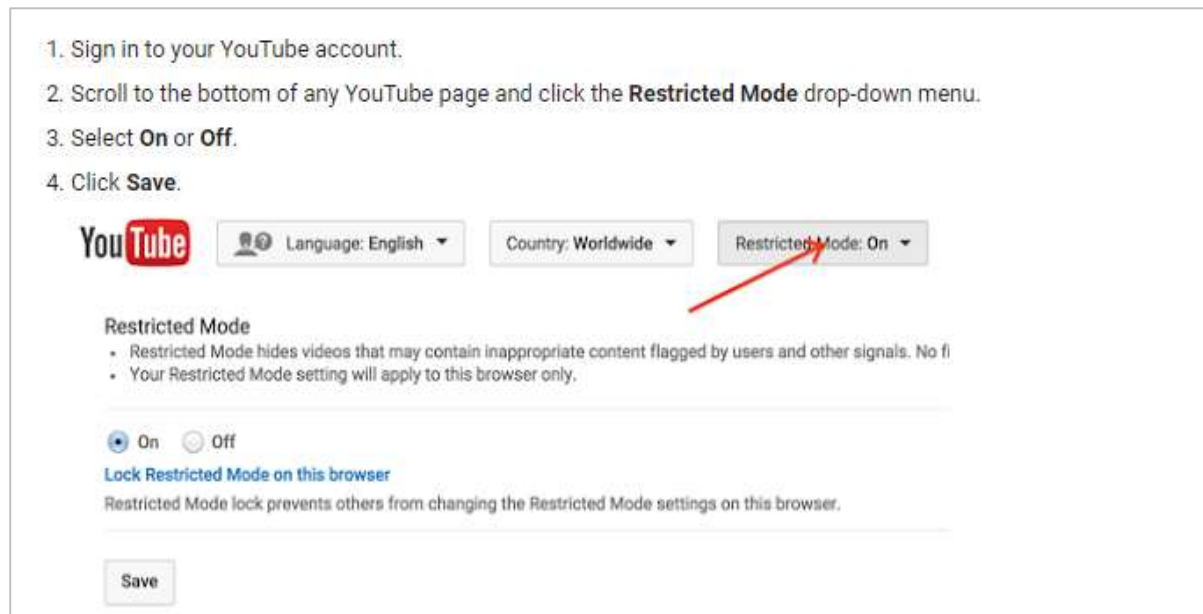 1. Sign in to your YouTube account.
2. Scroll to the bottom of any YouTube page and click the Restricted Mode drop-down menu.
3. Select On or Off.
4. Click Save.
YouTube Language: English Country: Worldwide Restricted Mode: On
Restricted Mode
• Restricted Mode hides videos that may contain inappropriate content flagged by users and other signals. No fi
• Your Restricted Mode setting will apply to this browser only.
On Off
Lock Restricted Mode on this browser
Restricted Mode lock prevents others from changing the Restricted Mode settings on this browser.
Save